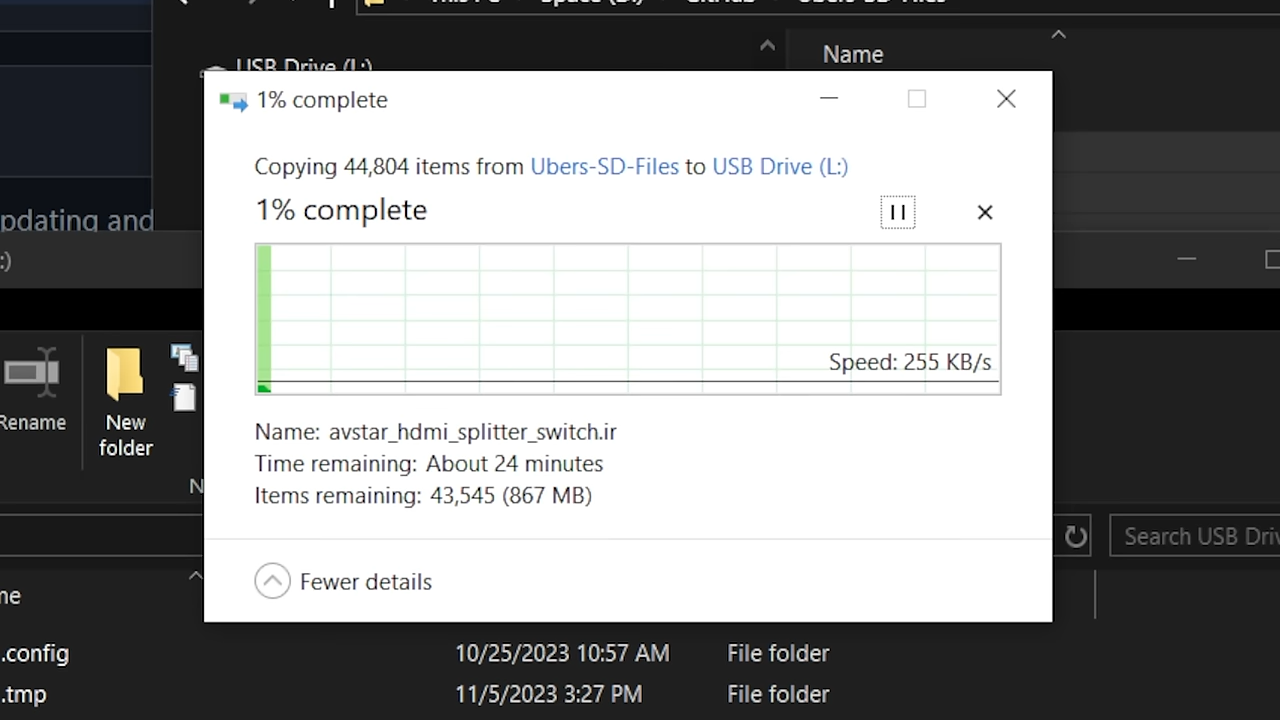 USB Drive (L:)
Name
1% complete
Copying 44,804 items from Ubers-SD-Files to USB Drive (L:)
1% complete
pdating and
:)
Speed: 255 KB/s
Rename
New
folder
Name: avstar_hdmi_splitter_switch.ir
Time remaining: About 24 minutes
Items remaining: 43,545 (867 MB)
N
Search USB Driv
Fewer details
me
.config 10/25/2023 10:57 AM File folder
.tmp 11/5/2023 3:27 PM File folder